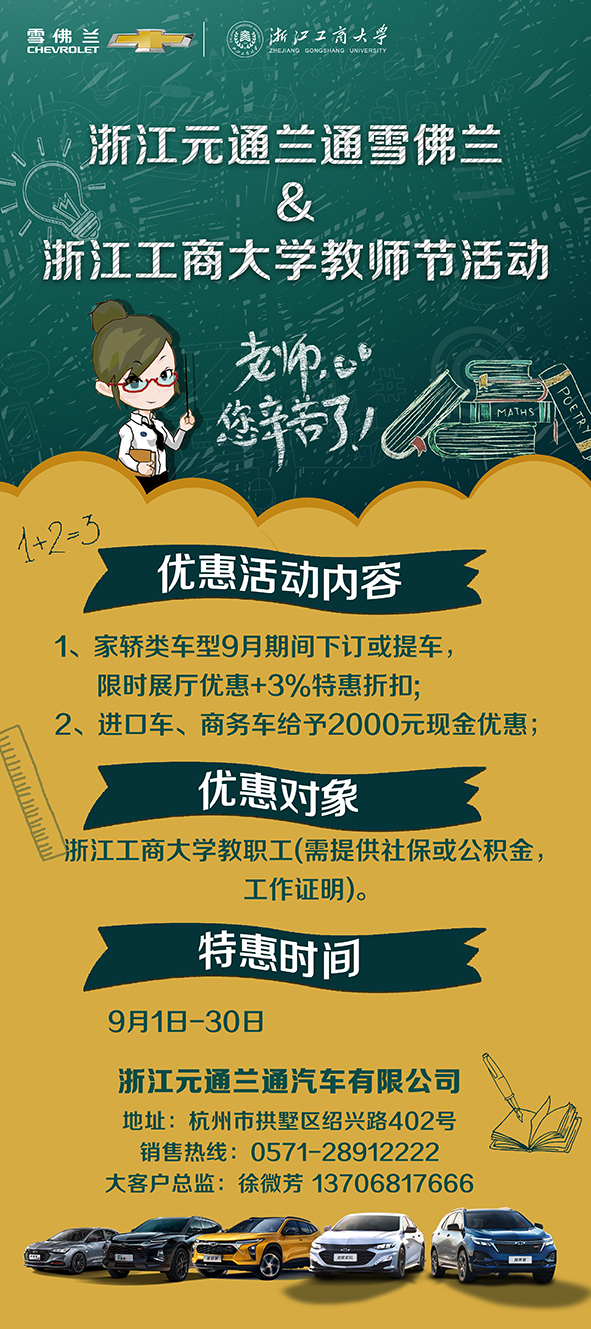 雪佛兰
CHEVROLET
浙江工商大学
ZHEJIANG GONGSHANG UNIVERSITY
浙江元通兰通雪佛兰
&
浙江工商大学教师节活动
老师,
您辛苦了!
MATHS
POETRY
1+2=3
优惠活动内容
1、家轿类车型9月期间下订或提车，
限时展厅优惠+3%特惠折扣;
2、进口车、商务车给予2000元现金优惠;
优惠对象
浙江工商大学教职工(需提供社保或公积金，
工作证明)。
特惠时间
9月1日-30日
浙江元通兰通汽车有限公司
地址：杭州市拱墅区绍兴路402号
销售热线：0571-28912222
大客户总监：徐微芳 13706817666